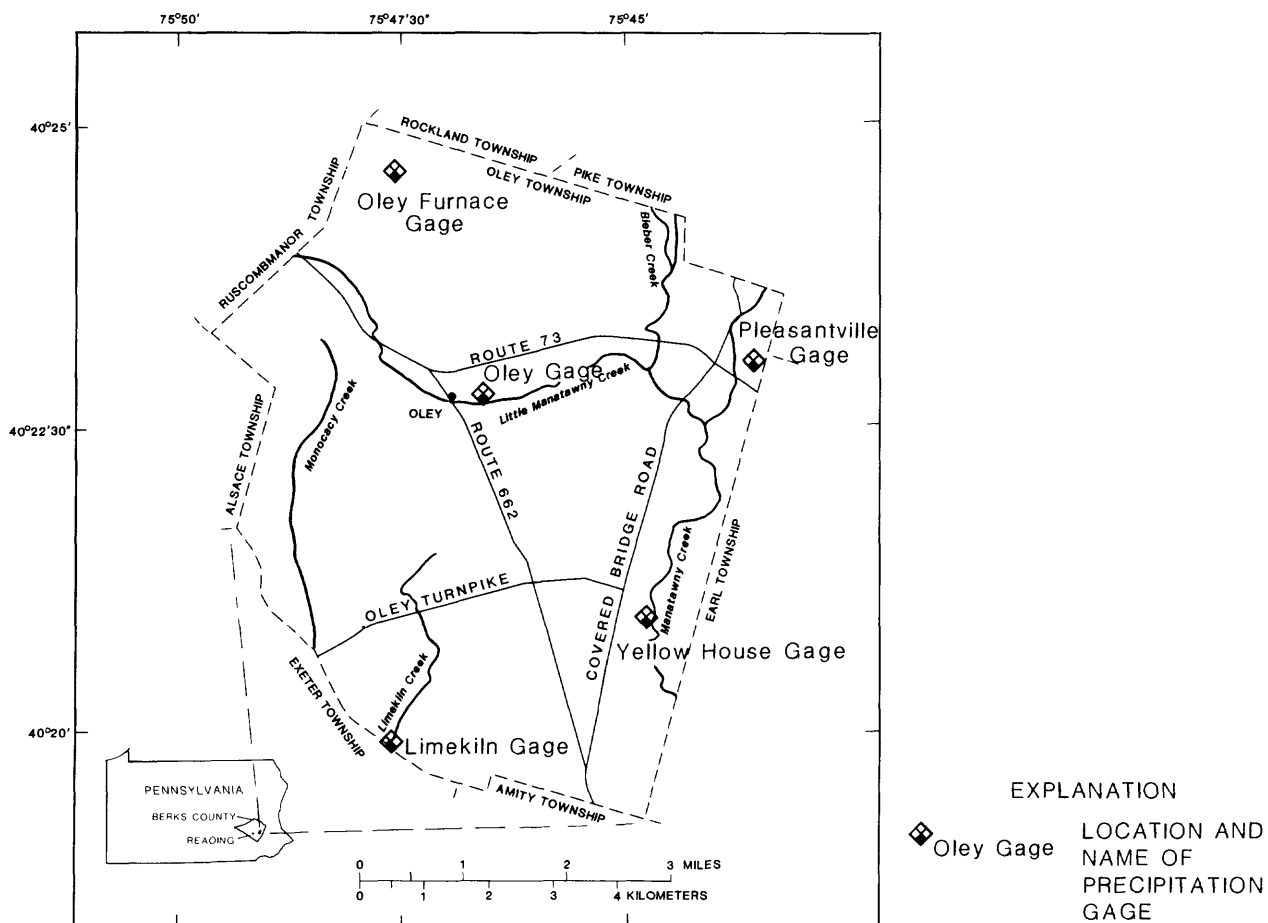 75°50'
75°47'30"
75°45'
40°25'
ROCKLAND TOWNSHIP
OLEY TOWNSHIP
PIKE TOWNSHIP
RUSCOMBMANOR TOWNSHIP
Oley Furnace
Gage
Bieber Creek
Pleasantville
Gage
ROUTE 73
Oley Gage
OLEY
Little Manatawny Creek
Monocacy Creek
40°22'30"
ALSACE TOWNSHIP
ROUTE 662
COVERED BRIDGE ROAD
EARL TOWNSHIP
Manatawny Creek
OLEY TURNPIKE
Yellow House Gage
EXETER TOWNSHIP
Limekiln Creek
40°20'
Limekiln Gage
AMITY TOWNSHIP
PENNSYLVANIA
BERKS COUNTY
READING
0 1 2 3 MILES
0 1 2 3 4 KILOMETERS
EXPLANATION
Oley Gage
LOCATION AND
NAME OF
PRECIPITATION
GAGE